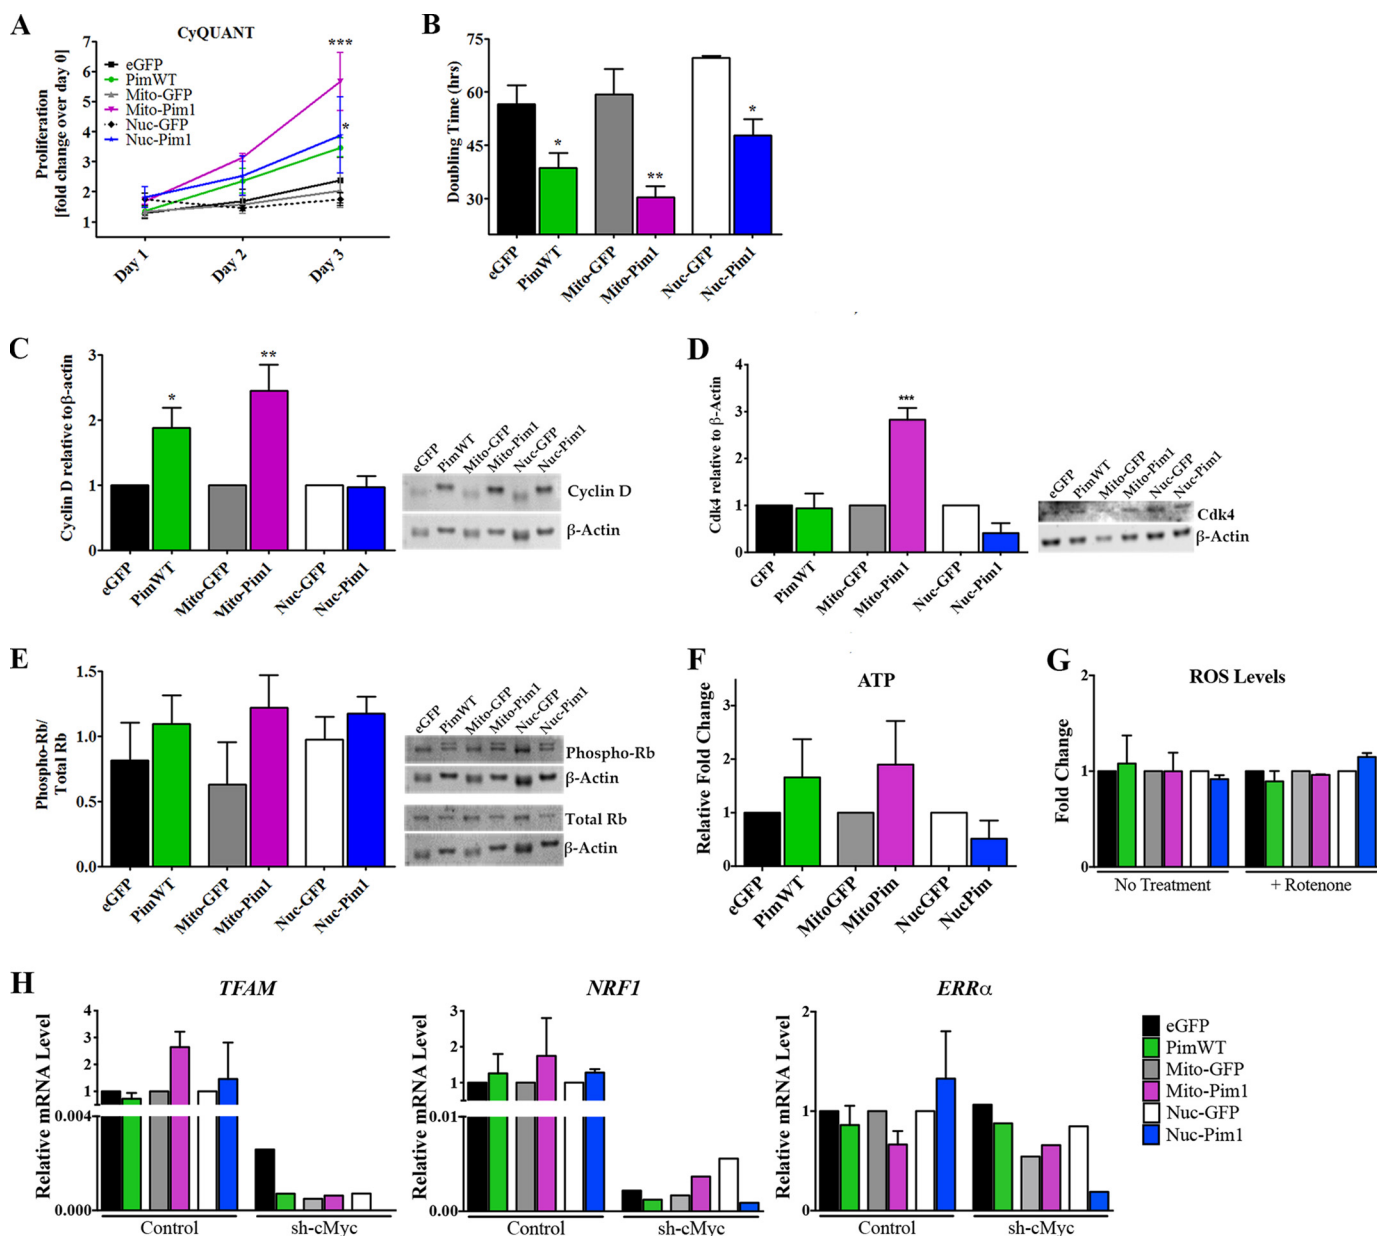 A
CyQUANT
***
Proliferation
[fold change over day 0]
7
6
5
4
3
2
1
eGFP
PimWT
Mito-GFP
Mito-Pim1
Nuc-GFP
Nuc-Pim1
*
Day 1
Day 2
Day 3
B
Doubling Time (hrs)
75
60
45
30
*
**
*
eGFP
PimWT
Mito-GFP
Mito-Pim1
Nuc-GFP
Nuc-Pim1
C
Cyclin D relative toβ-actin
3
2
1
0
*
**
eGFP
PimWT
Mito-GFP
Mito-Pim1
Nuc-GFP
Nuc-Pim1
eGFP
PimWT
Mito-GFP
Mito-Pim1
Nuc-GFP
Nuc-Pim1
Cyclin D
β-Actin
D
Cdk4 relative to β-Actin
4
3
2
1
0
***
GFP
PimWT
Mito-GFP
Mito-Pim1
Nuc-GFP
Nuc-Pim1
eGFP
PimWT
Mito-GFP
Mito-Pim1
Nuc-GFP
Nuc-Pim1
Cdk4
β-Actin
E
Phospho-Rb/
Total Rb
1.5
1.0
0.5
0.0
eGFP
PimWT
Mito-GFP
Mito-Pim1
Nuc-GFP
Nuc-Pim1
eGFP
PimWT
Mito-GFP
Mito-Pim1
Nuc-GFP
Nuc-Pim1
Phospho-Rb
β-Actin
Total Rb
β-Actin
F
ATP
Relative Fold Change
3
2
1
0
eGFP
PimWT
MitoGFP
MitoPim
NucGFP
NucPim
G
ROS Levels
Fold Change
2
1
0
No Treatment
+ Rotenone
H
TFAM
Relative mRNA Level
4
3
2
1
0.004
0.002
0.000
Control
sh-cMyc
NRF1
Relative mRNA Level
3
2
1
0.01
0.00
Control
sh-cMyc
ERRα
Relative mRNA Level
2
1
0
Control
sh-cMyc
eGFP
PimWT
Mito-GFP
Mito-Pim1
Nuc-GFP
Nuc-Pim1